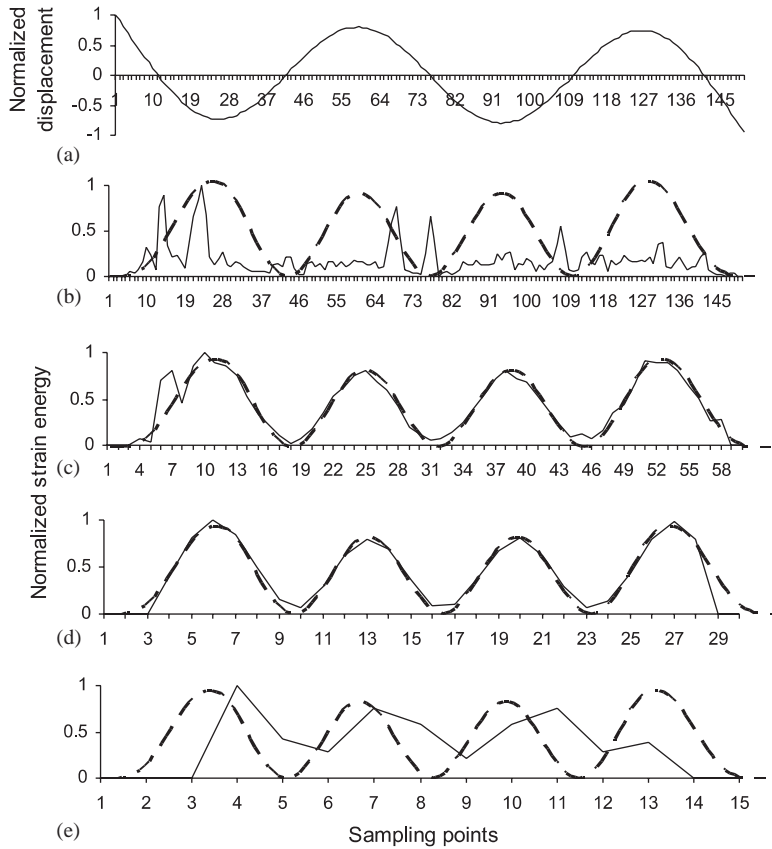 Normalized
displacement
1
0.5
0
-0.5
-1
1 10 19 28 37 46 55 64 73 82 91 100 109 118 127 136 145
(a)
Normalized strain energy
1
0.5
0
1 10 19 28 37 46 55 64 73 82 91 100 109 118 127 136 145
(b)
1
0.5
0
1 4 7 10 13 16 19 22 25 28 31 34 37 40 43 46 49 52 55 58
(c)
1
0.5
0
1 3 5 7 9 11 13 15 17 19 21 23 25 27 29
(d)
1
0.5
0
1 2 3 4 5 6 7 8 9 10 11 12 13 14 15
(e)
Sampling points